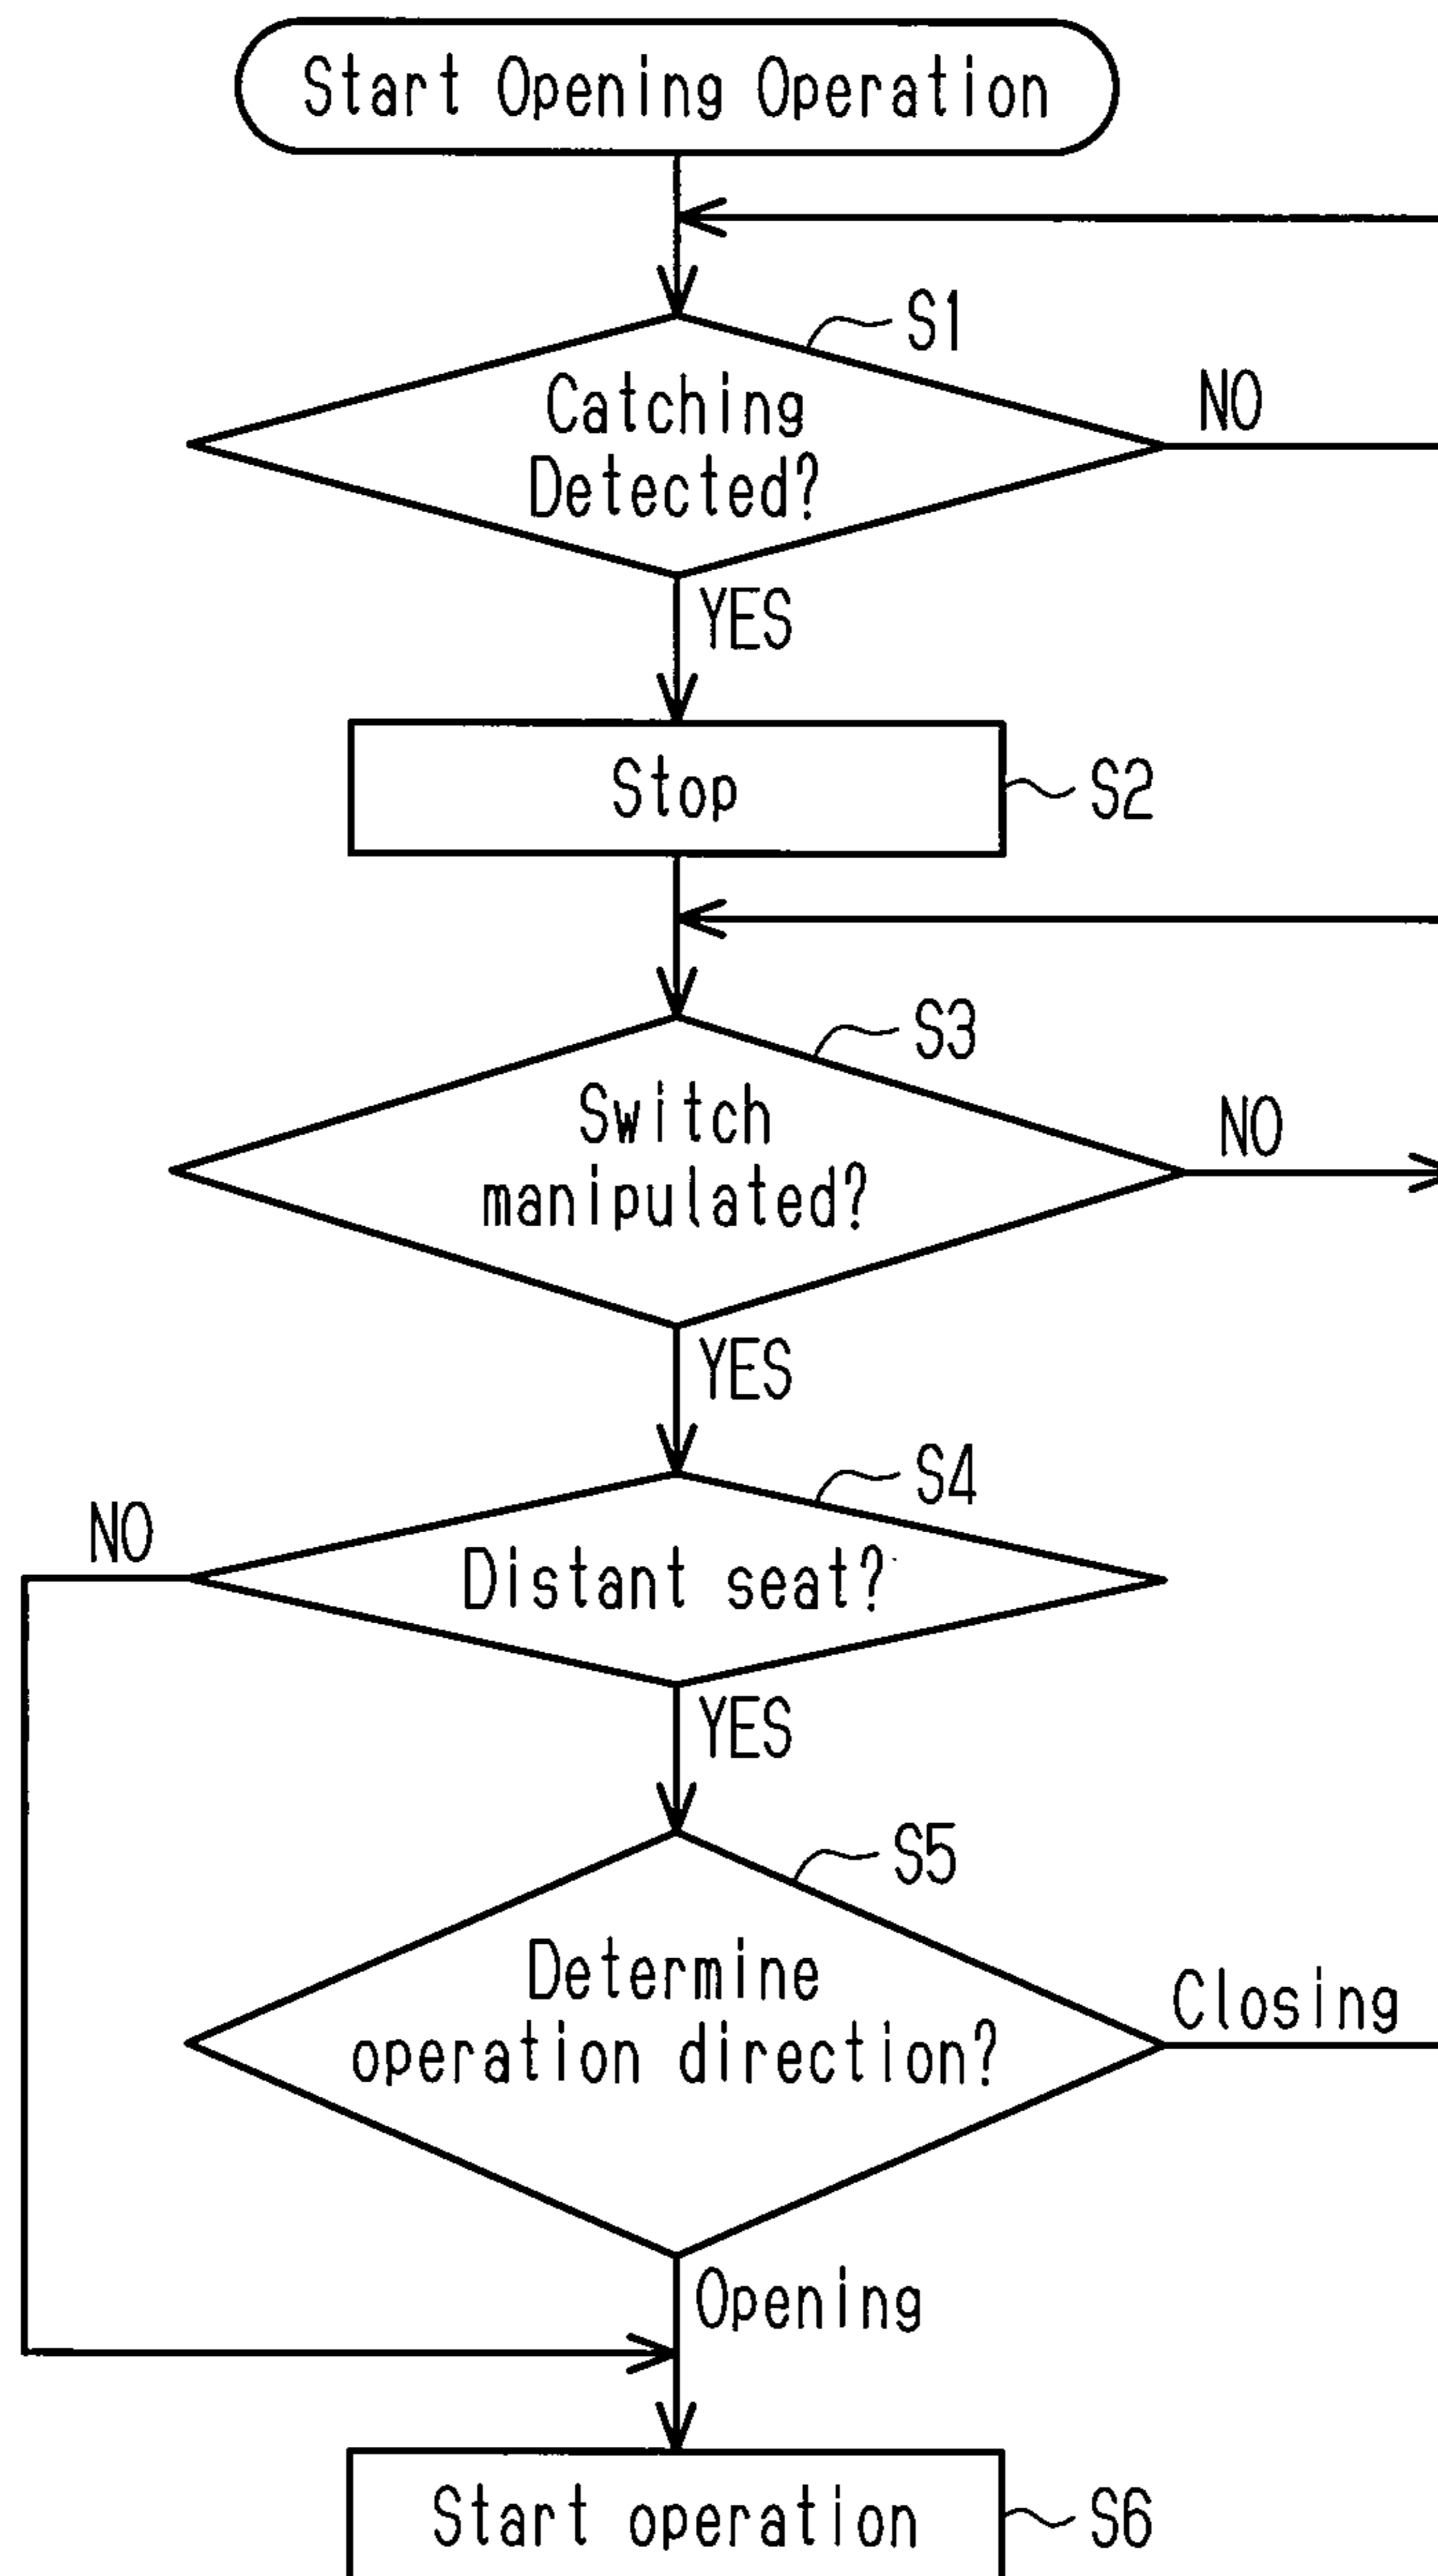 Start Opening Operation
S1
Catching
Detected?
NO
YES
Stop
S2
S3
Switch
manipulated?
NO
YES
S4
NO
Distant seat?
YES
S5
Determine
operation direction?
Closing
Opening
Start operation
S6